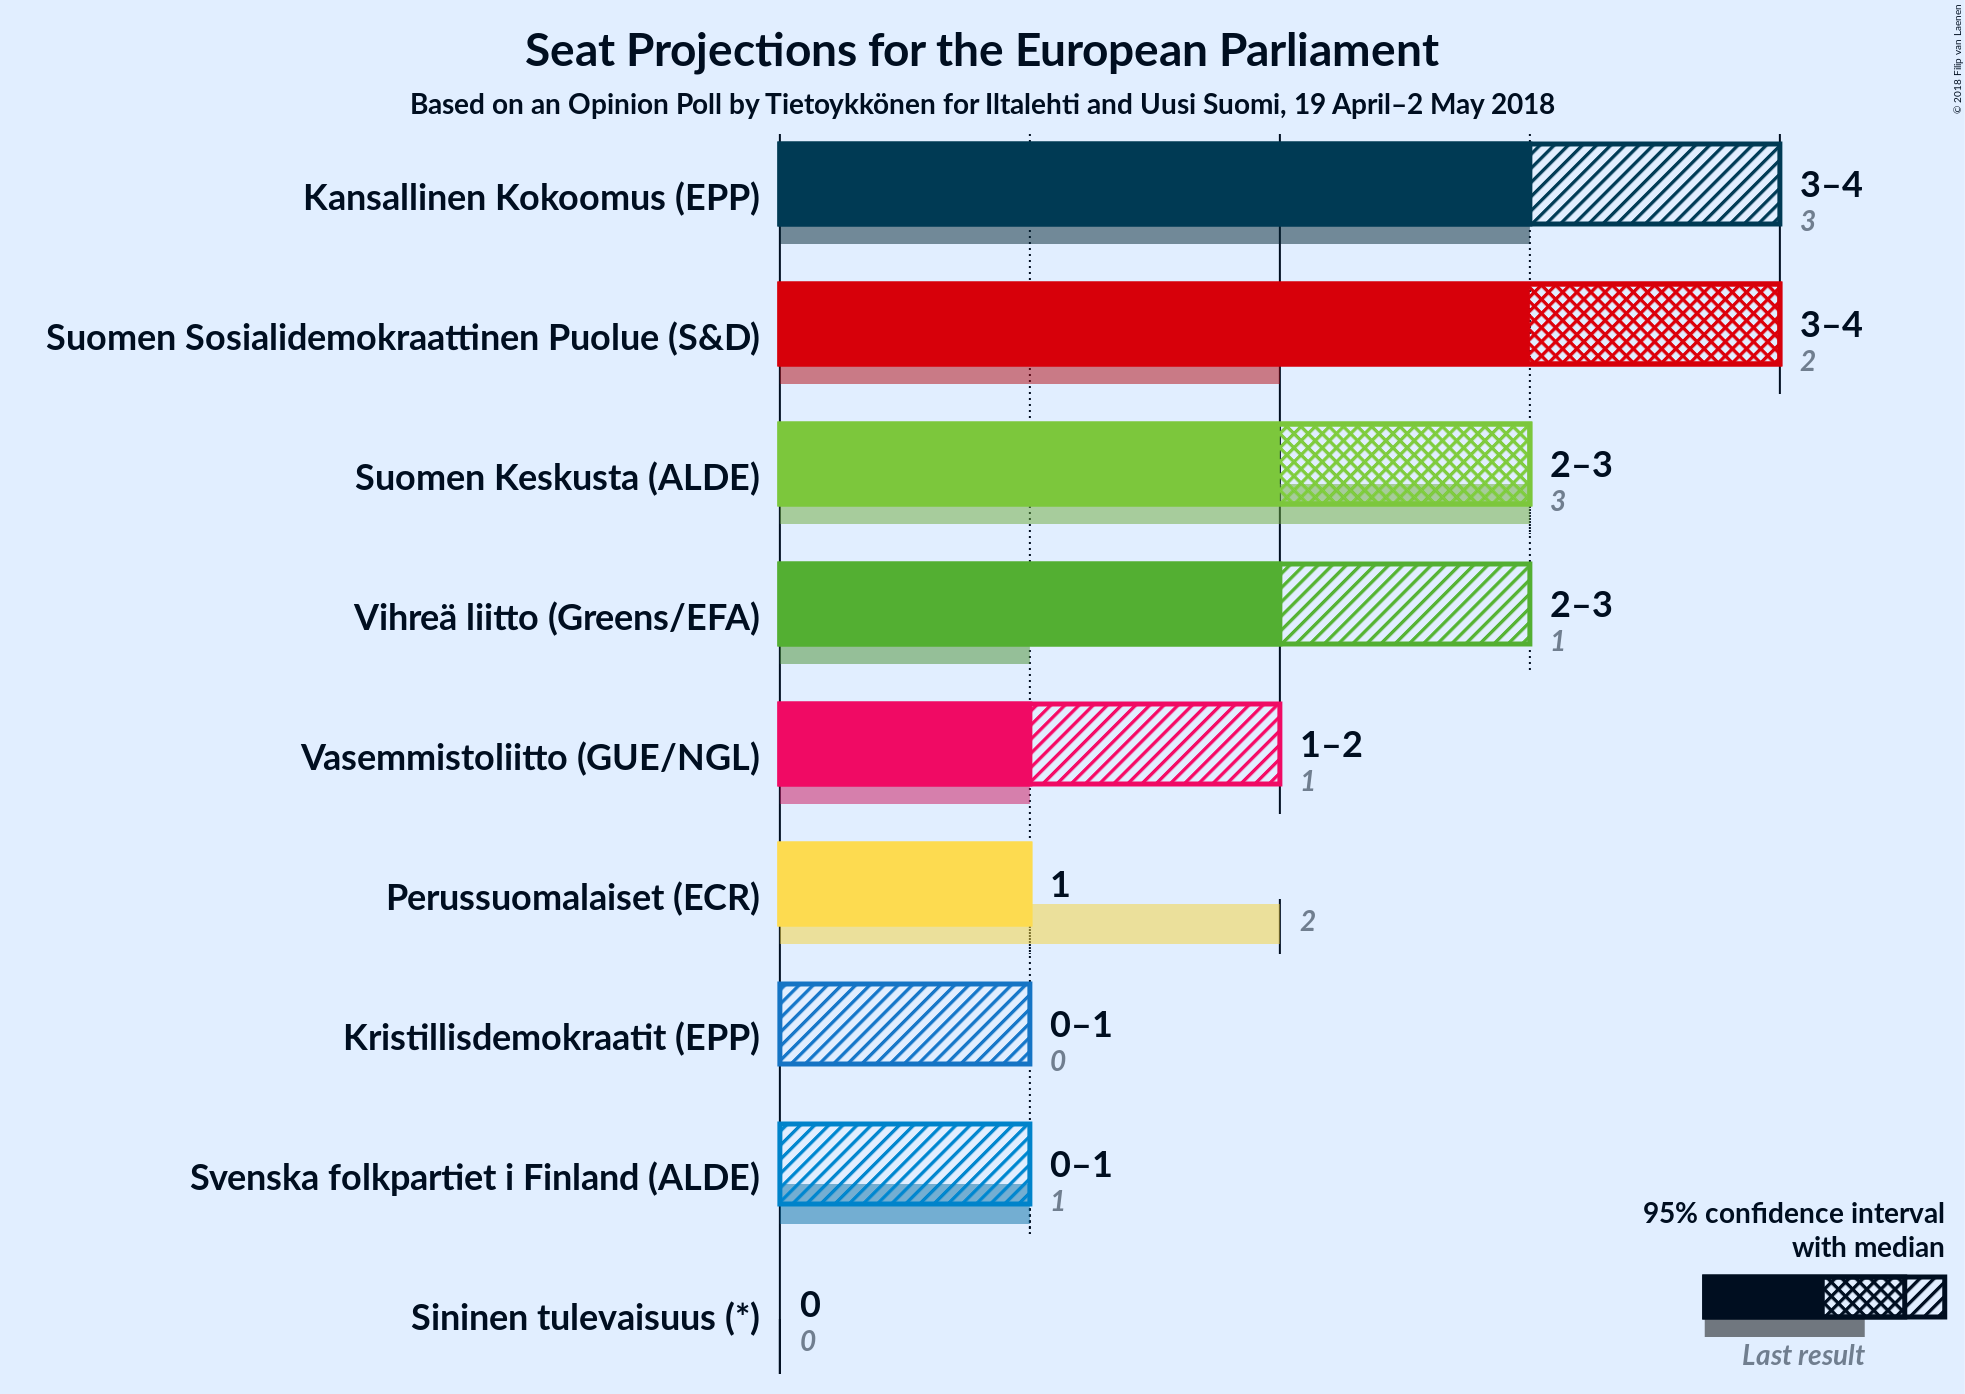 Seat Projections for the European Parliament
Based on an Opinion Poll by Tietoykkönen for Iltalehti and Uusi Suomi, 19 April–2 May 2018
© 2018 Filip van Laenen
Kansallinen Kokoomus (EPP)
3–4
3
Suomen Sosialidemokraattinen Puolue (S&D)
3–4
2
Suomen Keskusta (ALDE)
2–3
3
Vihreä liitto (Greens/EFA)
2–3
1
Vasemmistoliitto (GUE/NGL)
1–2
1
Perussuomalaiset (ECR)
1
2
Kristillisdemokraatit (EPP)
0–1
0
Svenska folkpartiet i Finland (ALDE)
0–1
1
Sininen tulevaisuus (*)
0
0
95% confidence interval
with median
Last result